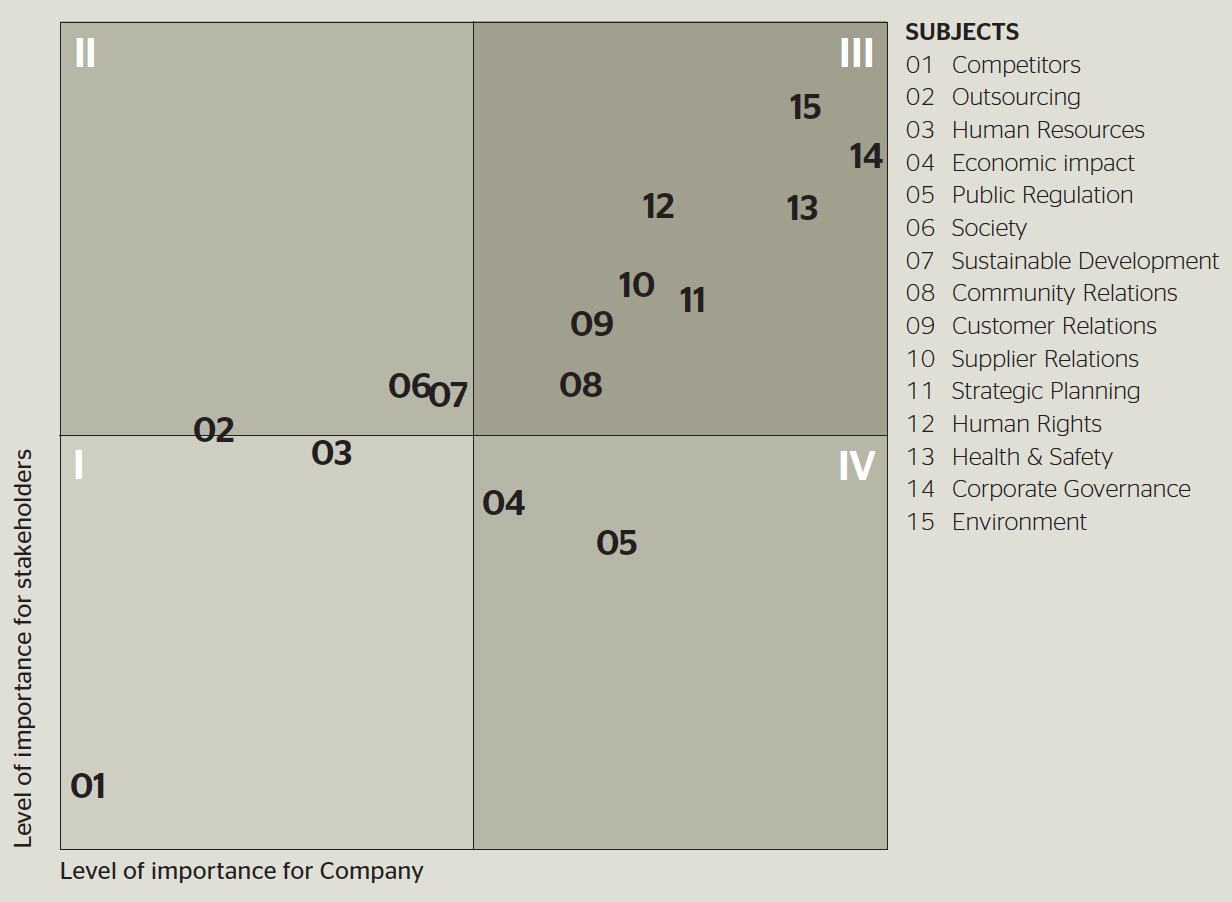 II
III
15
14
12
13
10
11
09
06
07
08
02
03
I
IV
04
05
01
Level of importance for stakeholders
Level of importance for Company
SUBJECTS
01 Competitors
02 Outsourcing
03 Human Resources
04 Economic impact
05 Public Regulation
06 Society
07 Sustainable Development
08 Community Relations
09 Customer Relations
10 Supplier Relations
11 Strategic Planning
12 Human Rights
13 Health & Safety
14 Corporate Governance
15 Environment